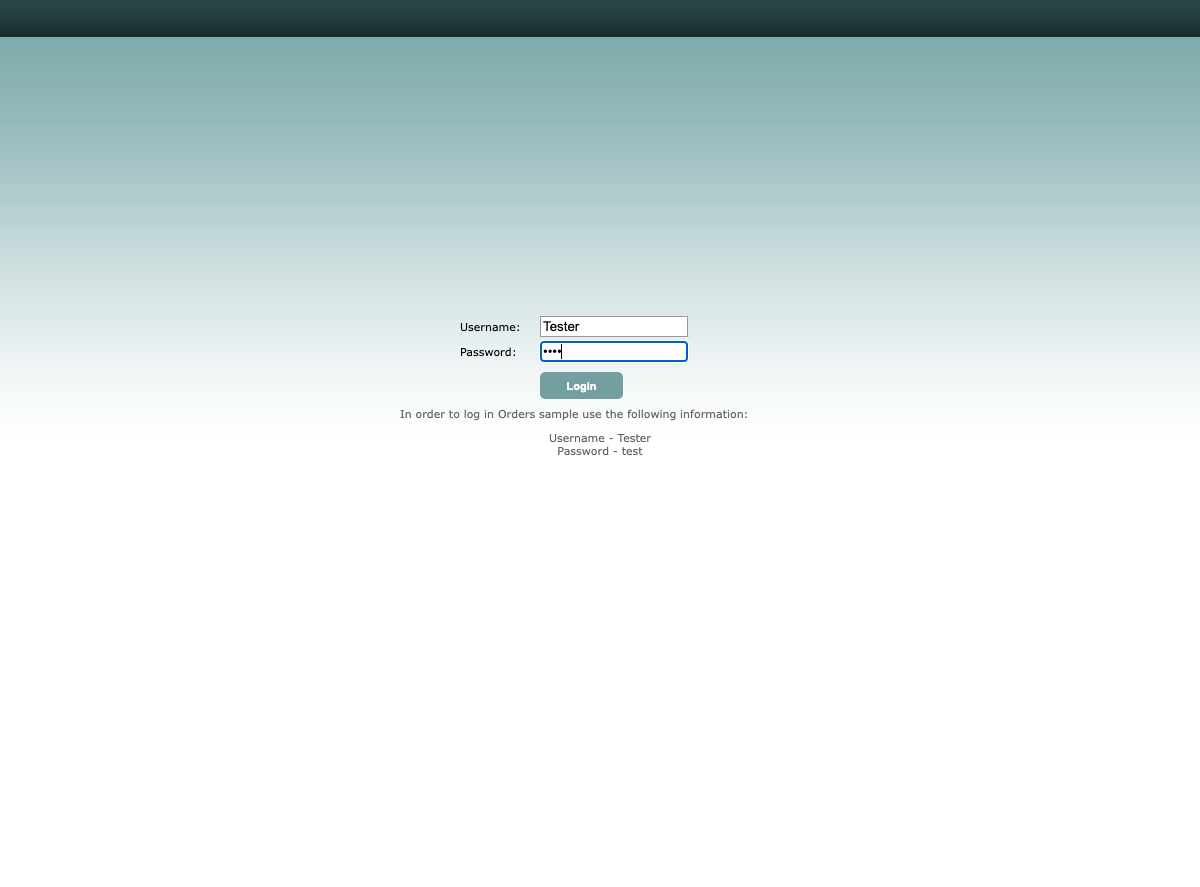 Username: Tester
Password: ••••
Login
In order to log in Orders sample use the following information:
Username - Tester
Password - test